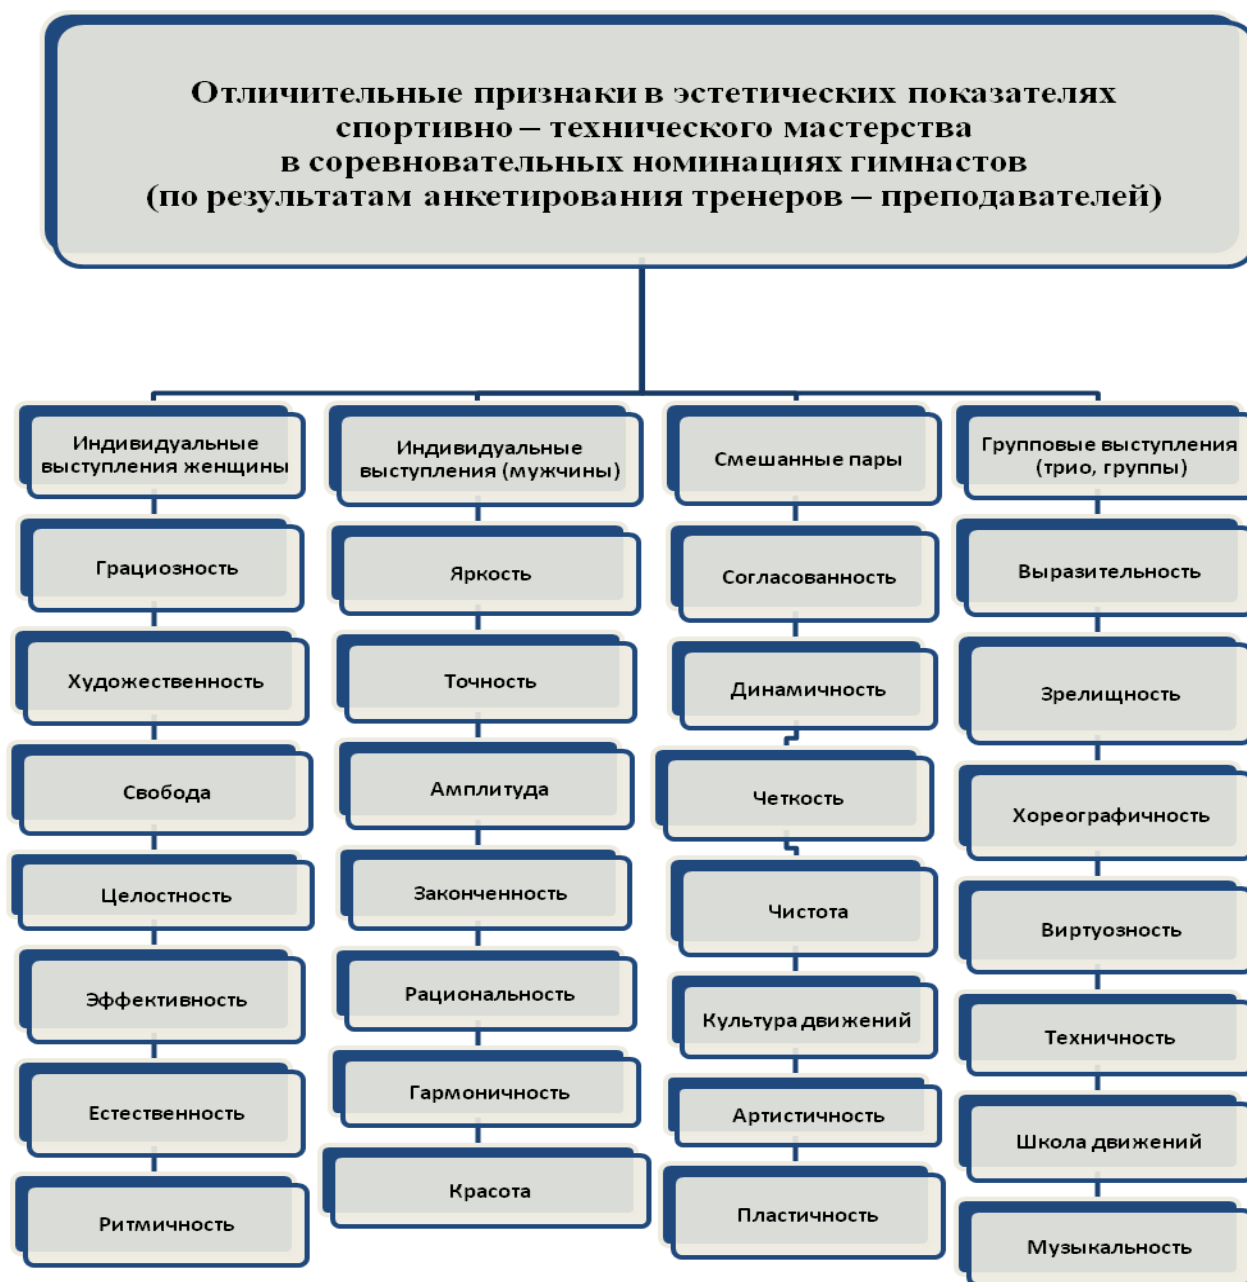 Отличительные признаки в эстетических показателях
спортивно – технического мастерства
в соревновательных номинациях гимнастов
(по результатам анкетирования тренеров – преподавателей)
Индивидуальные
выступления женщины
Грациозность
Художественность
Свобода
Целостность
Эффективность
Естественность
Ритмичность
Индивидуальные
выступления (мужчины)
Яркость
Точность
Амплитуда
Законченность
Рациональность
Гармоничность
Красота
Смешанные пары
Согласованность
Динамичность
Четкость
Чистота
Культура движений
Артистичность
Пластичность
Групповые выступления
(трио, группы)
Выразительность
Зрелищность
Хореографичность
Виртуозность
Техничность
Школа движений
Музыкальность